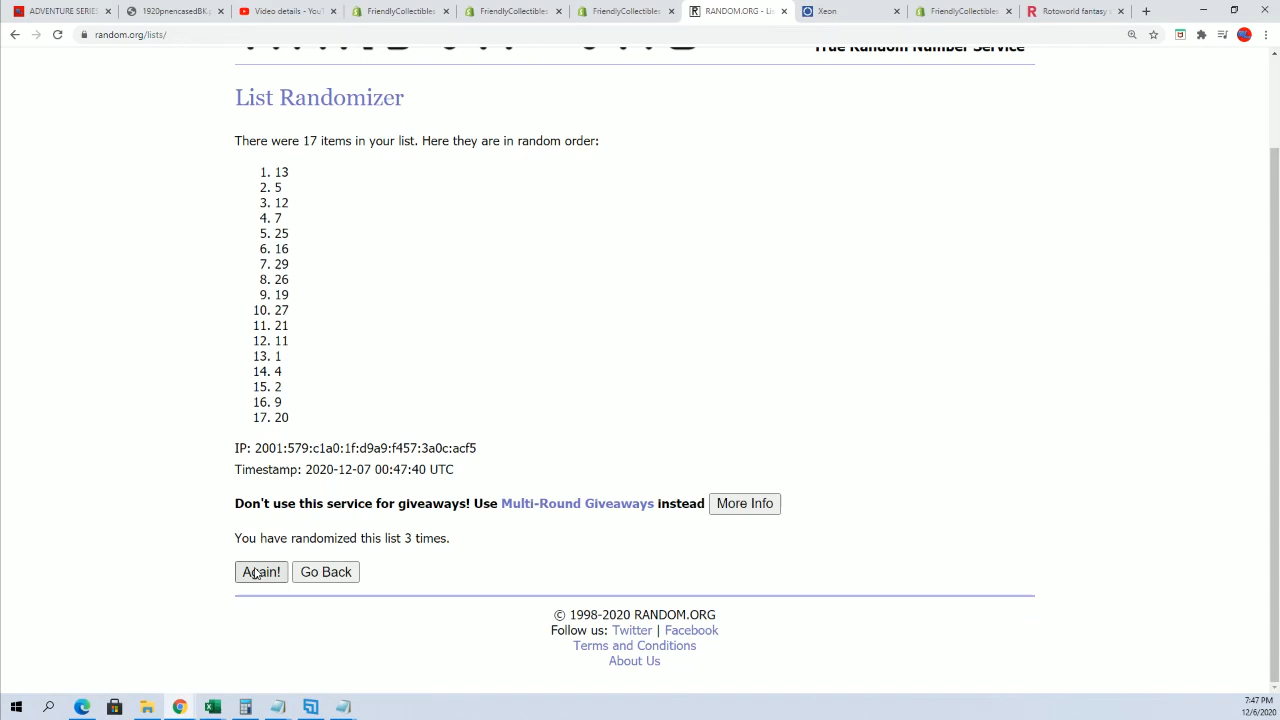 ADVENTURE SERIES
1920pnencasedBK
Video details - YouT
FriendlyCollectibles
FriendlyCollectibles
FriendlyCollectibles
RANDOM.ORG - Lis
Xeon
FriendlyCollectibles
Rotoworld fantasy s
random.org/lists/
True Random Number Service
List Randomizer
There were 17 items in your list. Here they are in random order:
1. 13
2. 5
3. 12
4. 7
5. 25
6. 16
7. 29
8. 26
9. 19
10. 27
11. 21
12. 11
13. 1
14. 4
15. 2
16. 9
17. 20
IP: 2001:579:c1a0:1f:d9a9:f457:3a0c:acf5
Timestamp: 2020-12-07 00:47:40 UTC
Don't use this service for giveaways! Use Multi-Round Giveaways instead More Info
You have randomized this list 3 times.
Again! Go Back
© 1998-2020 RANDOM.ORG
Follow us: Twitter | Facebook
Terms and Conditions
About Us
7:47 PM
12/6/2020